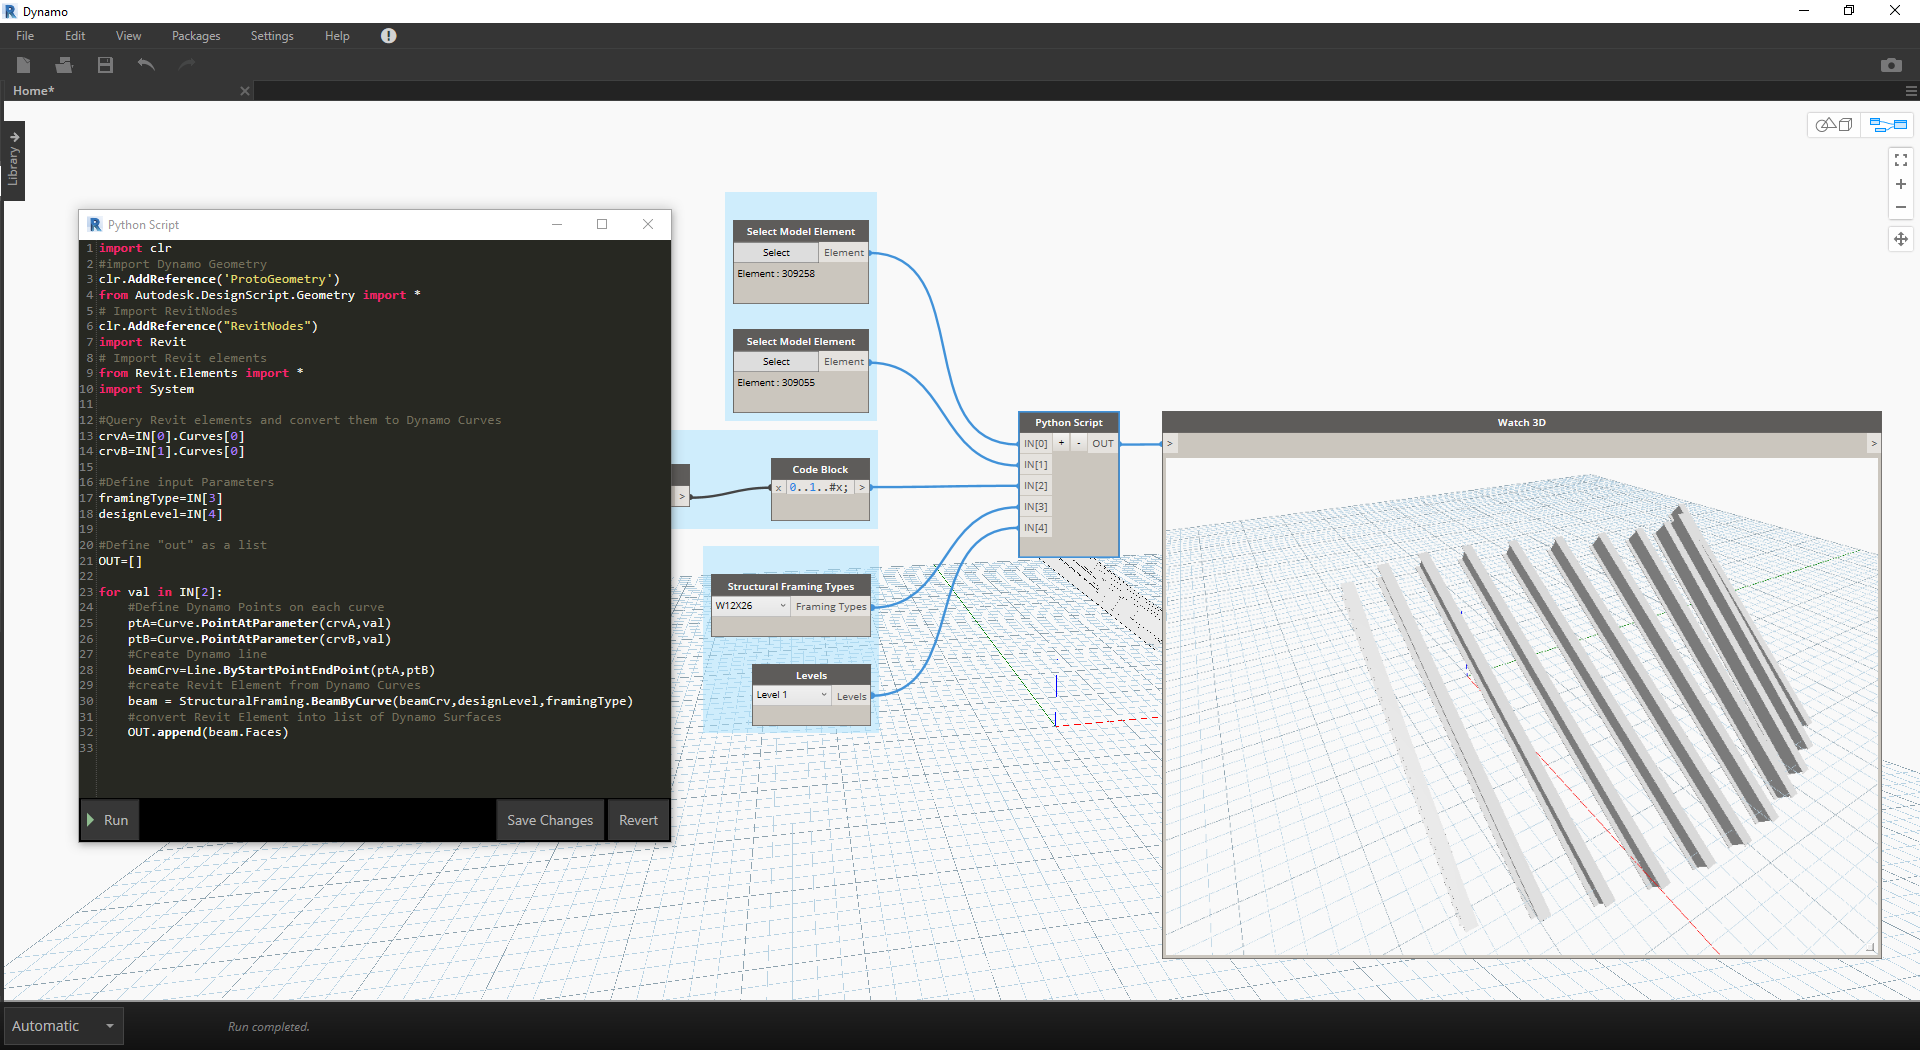 Dynamo
File Edit View Packages Settings Help
Home*
Library
Python Script
1 import clr
2 #import Dynamo Geometry
3 clr.AddReference('ProtoGeometry')
4 from Autodesk.DesignScript.Geometry import *
5 # Import RevitNodes
6 clr.AddReference("RevitNodes")
7 import Revit
8 # Import Revit elements
9 from Revit.Elements import *
10 import System
11
12 #Query Revit elements and convert them to Dynamo Curves
13 crvA=IN[0].Curves[0]
14 crvB=IN[1].Curves[0]
15
16 #Define input Parameters
17 framingType=IN[3]
18 designLevel=IN[4]
19
20 #Define "out" as a list
21 OUT=[]
22
23 for val in IN[2]:
24 #Define Dynamo Points on each curve
25 ptA=Curve.PointAtParameter(crvA,val)
26 ptB=Curve.PointAtParameter(crvB,val)
27 #Create Dynamo line
28 beamCrv=Line.ByStartPointEndPoint(ptA,ptB)
29 #create Revit Element from Dynamo Curves
30 beam = StructuralFraming.BeamByCurve(beamCrv,designLevel,framingType)
31 #convert Revit Element into list of Dynamo Surfaces
32 OUT.append(beam.Faces)
33
Run Save Changes Revert
Select Model Element
Select Element
Element : 309258
Select Model Element
Select Element
Element : 309055
>
Code Block
x 0..1..#x; >
Structural Framing Types
W12X26 Framing Types
Levels
Level 1 Levels
Python Script
IN[0] + - OUT
IN[1]
IN[2]
IN[3]
IN[4]
Watch 3D
> >
Automatic Run completed.